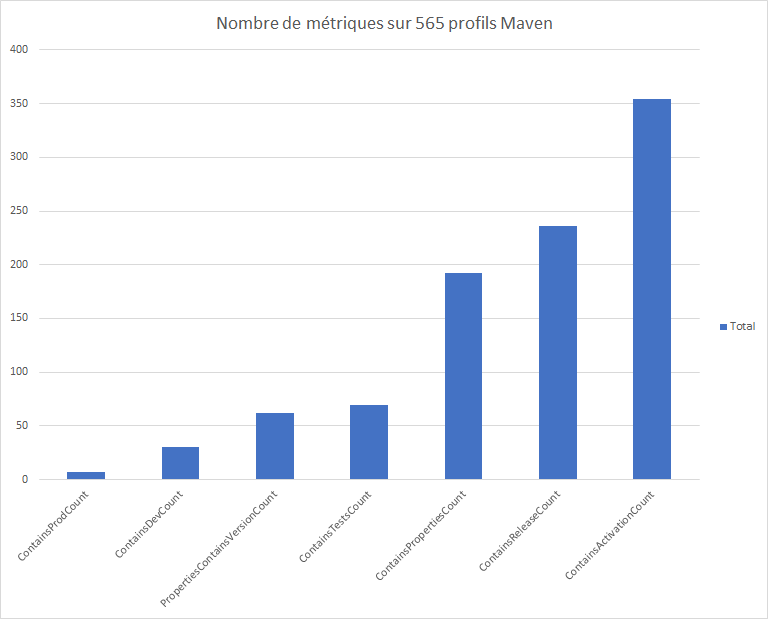 Nombre de métriques sur 565 profils Maven
400
350
300
250
200
150
100
50
0
ContainsProdCount
ContainsDevCount
PropertiesContainsVersionCount
ContainsTestsCount
ContainsPropertiesCount
ContainsReleaseCount
ContainsActivationCount
Total